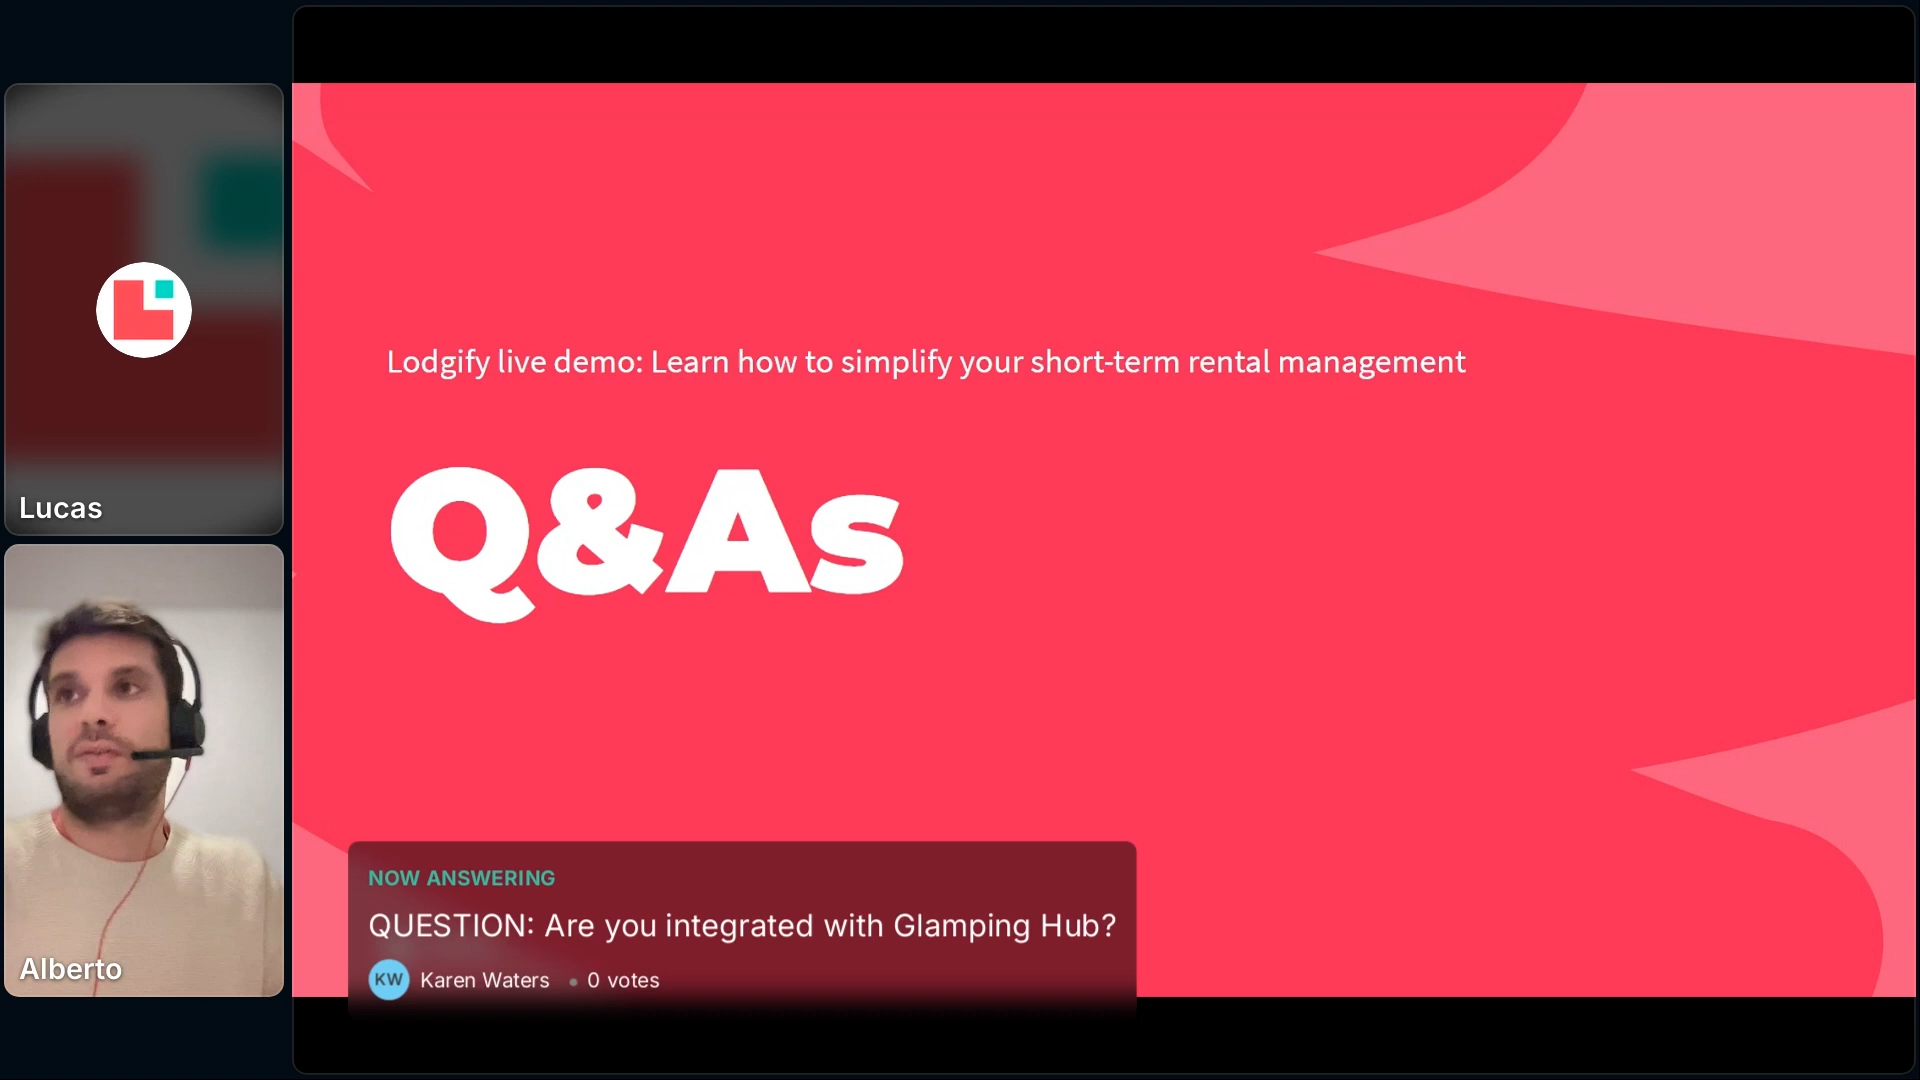 Lucas
Alberto
Lodgify live demo: Learn how to simplify your short-term rental management
Q&As
NOW ANSWERING
QUESTION: Are you integrated with Glamping Hub?
KW Karen Waters • 0 votes